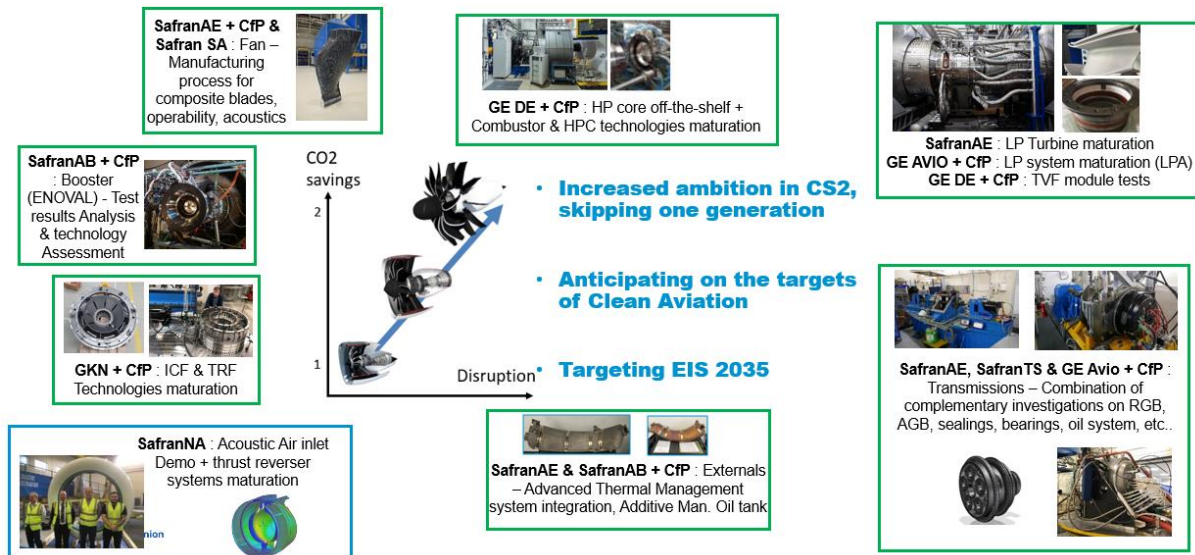 SafranAE + CfP &
Safran SA : Fan –
Manufacturing
process for
composite blades,
operability, acoustics
GE DE + CfP : HP core off-the-shelf +
Combustor & HPC technologies maturation
SafranAE : LP Turbine maturation
GE AVIO + CfP : LP system maturation (LPA)
GE DE + CfP : TVF module tests
SafranAB + CfP
: Booster
(ENOVAL) - Test
results Analysis
& technology
Assessment
CO2
savings
2
1
Disruption
• Increased ambition in CS2,
skipping one generation
• Anticipating on the targets
of Clean Aviation
• Targeting EIS 2035
GKN + CfP : ICF & TRF
Technologies maturation
SafranAE, SafranTS & GE Avio + CfP :
Transmissions – Combination of
complementary investigations on RGB,
AGB, sealings, bearings, oil system, etc..
SafranNA : Acoustic Air inlet
Demo + thrust reverser
systems maturation
nion
SafranAE & SafranAB + CfP : Externals
– Advanced Thermal Management
system integration, Additive Man. Oil tank